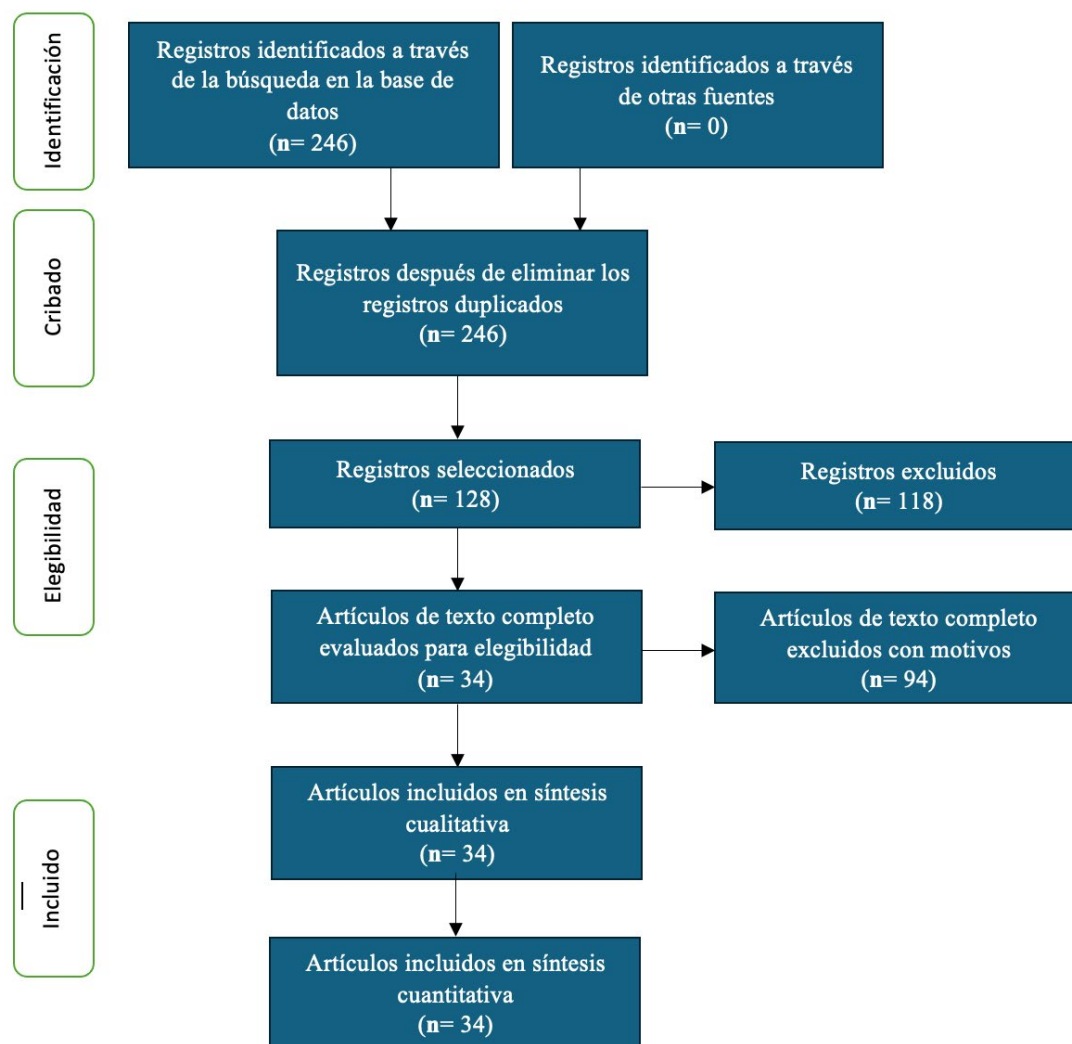 Identificación
Registros identificados a través
de la búsqueda en la base de
datos
(n= 246)
Registros identificados a través
de otras fuentes
(n= 0)
Cribado
Registros después de eliminar los
registros duplicados
(n= 246)
Elegibilidad
Registros seleccionados
(n= 128)
Registros excluidos
(n= 118)
Artículos de texto completo
evaluados para elegibilidad
(n= 34)
Artículos de texto completo
excluidos con motivos
(n= 94)
Incluido
Artículos incluidos en síntesis
cualitativa
(n= 34)
Artículos incluidos en síntesis
cuantitativa
(n= 34)